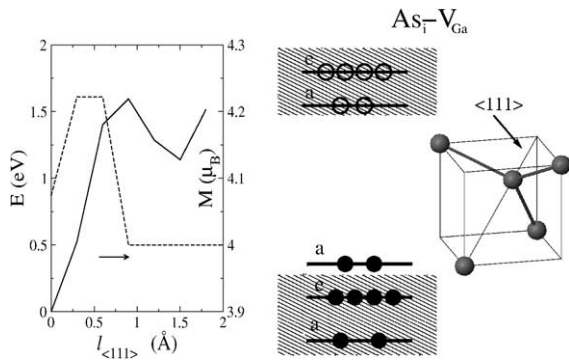 As_i–V_Ga
2
1.5
1
0.5
0
E (eV)
4.3
4.2
4.1
4
3.9
M (μ_B)
0
0.5
1
1.5
2
l_<111> (Å)
e
a
a
e
a
<111>